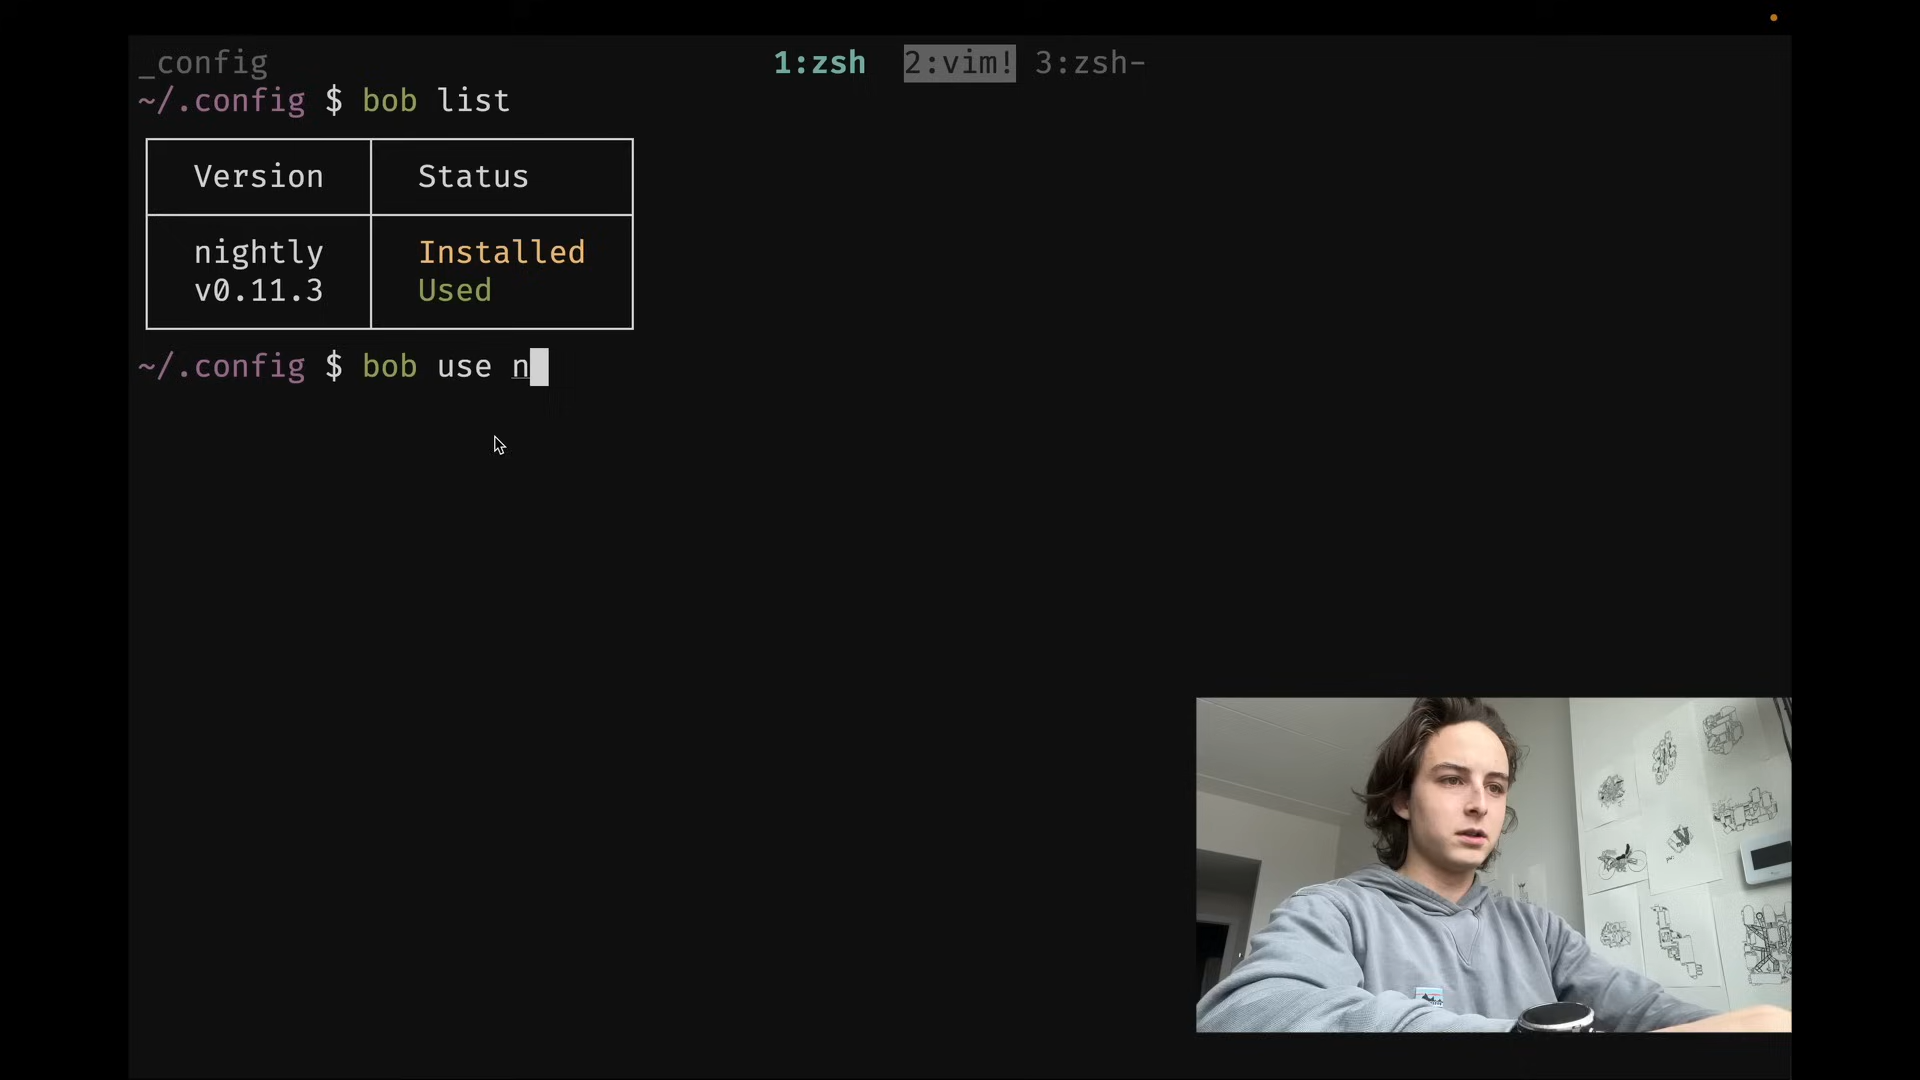 _config 1:zsh 2:vim! 3:zsh-
~/.config $ bob list
Version Status
nightly Installed
v0.11.3 Used
~/.config $ bob use n